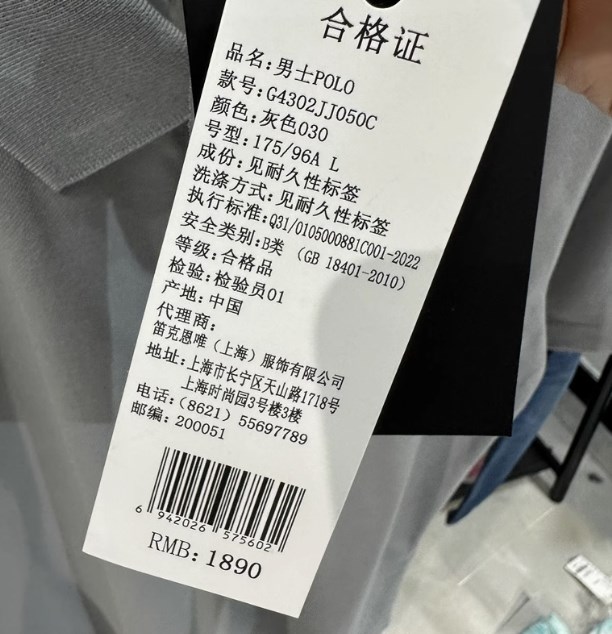 合格证
品名:男士POLO
款号:G4302JJ050C
颜色:灰色030
号型:175/96A L
成份:见耐久性标签
洗涤方式:见耐久性标签
执行标准:Q31/0105000881C001-2022
安全类别:B类 (GB 18401-2010)
等级:合格品
检验:检验员01
产地:中国
代理商:
笛克恩唯(上海)服饰有限公司
地址:上海市长宁区天山路1718号
上海时尚园3号楼3楼
电话:(8621) 55697789
邮编:200051
6 942026 575602
RMB: 1890